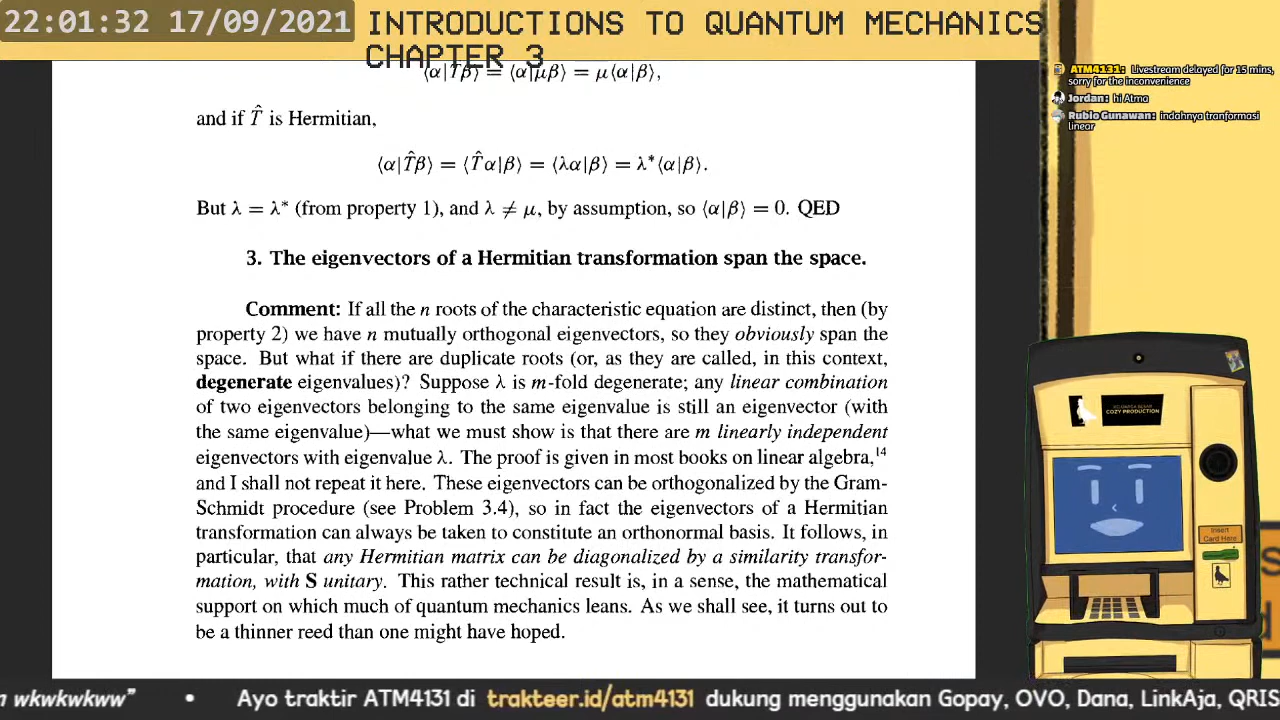 22:01:32 17/09/2021
INTRODUCTIONS TO QUANTUM MECHANICS
CHAPTER 3
⟨α|T̂β⟩ = ⟨α|μβ⟩ = μ⟨α|β⟩,
and if T̂ is Hermitian,
⟨α|T̂β⟩ = ⟨T̂α|β⟩ = ⟨λα|β⟩ = λ*⟨α|β⟩.
But λ = λ* (from property 1), and λ ≠ μ, by assumption, so ⟨α|β⟩ = 0. QED
3. The eigenvectors of a Hermitian transformation span the space.
Comment: If all the n roots of the characteristic equation are distinct, then (by
property 2) we have n mutually orthogonal eigenvectors, so they obviously span the
space. But what if there are duplicate roots (or, as they are called, in this context,
degenerate eigenvalues)? Suppose λ is m-fold degenerate; any linear combination
of two eigenvectors belonging to the same eigenvalue is still an eigenvector (with
the same eigenvalue)—what we must show is that there are m linearly independent
eigenvectors with eigenvalue λ. The proof is given in most books on linear algebra,¹⁴
and I shall not repeat it here. These eigenvectors can be orthogonalized by the Gram-
Schmidt procedure (see Problem 3.4), so in fact the eigenvectors of a Hermitian
transformation can always be taken to constitute an orthonormal basis. It follows, in
particular, that any Hermitian matrix can be diagonalized by a similarity transfor-
mation, with S unitary. This rather technical result is, in a sense, the mathematical
support on which much of quantum mechanics leans. As we shall see, it turns out to
be a thinner reed than one might have hoped.
ATM4131: Livestream delayed for 15 mins,
sorry for the inconvenience
Jordan: hi Atma
Rubio Gunawan: indahnya tranformasi
linear
COZY PRODUCTION
Insert
Card Here
n wkwkwkww” • Ayo traktir ATM4131 di trakteer.id/atm4131 dukung menggunakan Gopay, OVO, Dana, LinkAja, QRIS